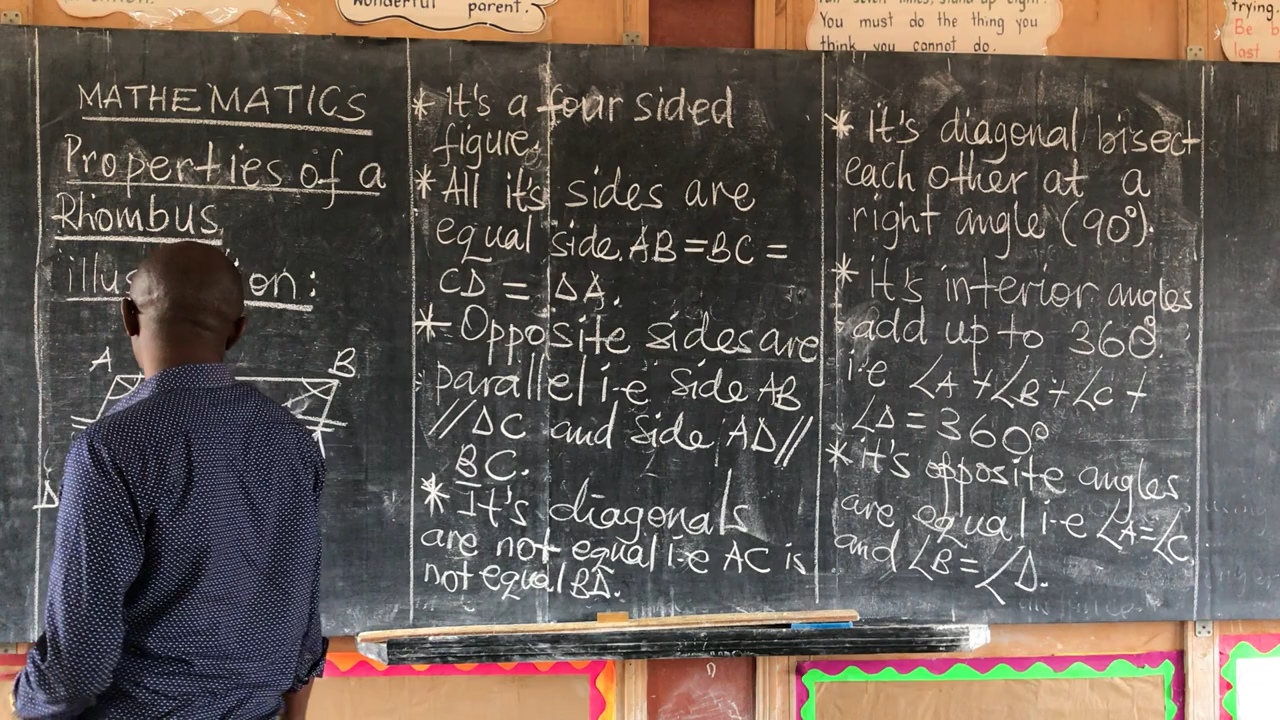 wonderful parent.
You must do the thing you
think you cannot do.
trying.
Be
last
MATHEMATICS
Properties of a
Rhombus
A
B
D
* It's a four sided
figure.
* All it's sides are
equal side. AB = BC =
CD = DA.
* Opposite sides are
parallel i.e side AB
// DC and side AD //
BC.
* It's diagonals
are not equal i.e AC is
not equal BD.
* it's diagonal bisect
each other at a
right angle (90°).
* it's interior angles
add up to 360°.
i.e ∠A + ∠B + ∠C +
∠D = 360°
* it's opposite angles
are equal i.e ∠A = ∠C.
and ∠B = ∠D.